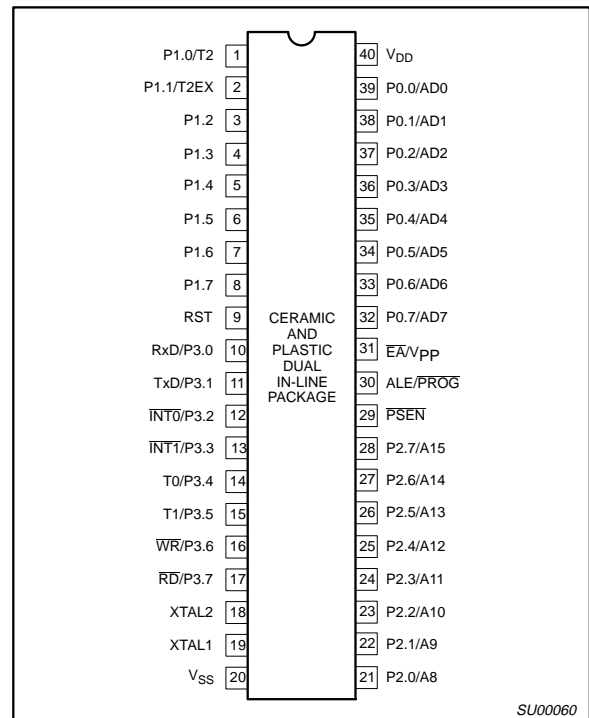 P1.0/T2 1 40 VDD
P1.1/T2EX 2 39 P0.0/AD0
P1.2 3 38 P0.1/AD1
P1.3 4 37 P0.2/AD2
P1.4 5 36 P0.3/AD3
P1.5 6 35 P0.4/AD4
P1.6 7 34 P0.5/AD5
P1.7 8 33 P0.6/AD6
RST 9 32 P0.7/AD7
RxD/P3.0 10 31 EA/VPP
TxD/P3.1 11 30 ALE/PROG
INT0/P3.2 12 29 PSEN
INT1/P3.3 13 28 P2.7/A15
T0/P3.4 14 27 P2.6/A14
T1/P3.5 15 26 P2.5/A13
WR/P3.6 16 25 P2.4/A12
RD/P3.7 17 24 P2.3/A11
XTAL2 18 23 P2.2/A10
XTAL1 19 22 P2.1/A9
VSS 20 21 P2.0/A8
CERAMIC
AND
PLASTIC
DUAL
IN-LINE
PACKAGE
SU00060